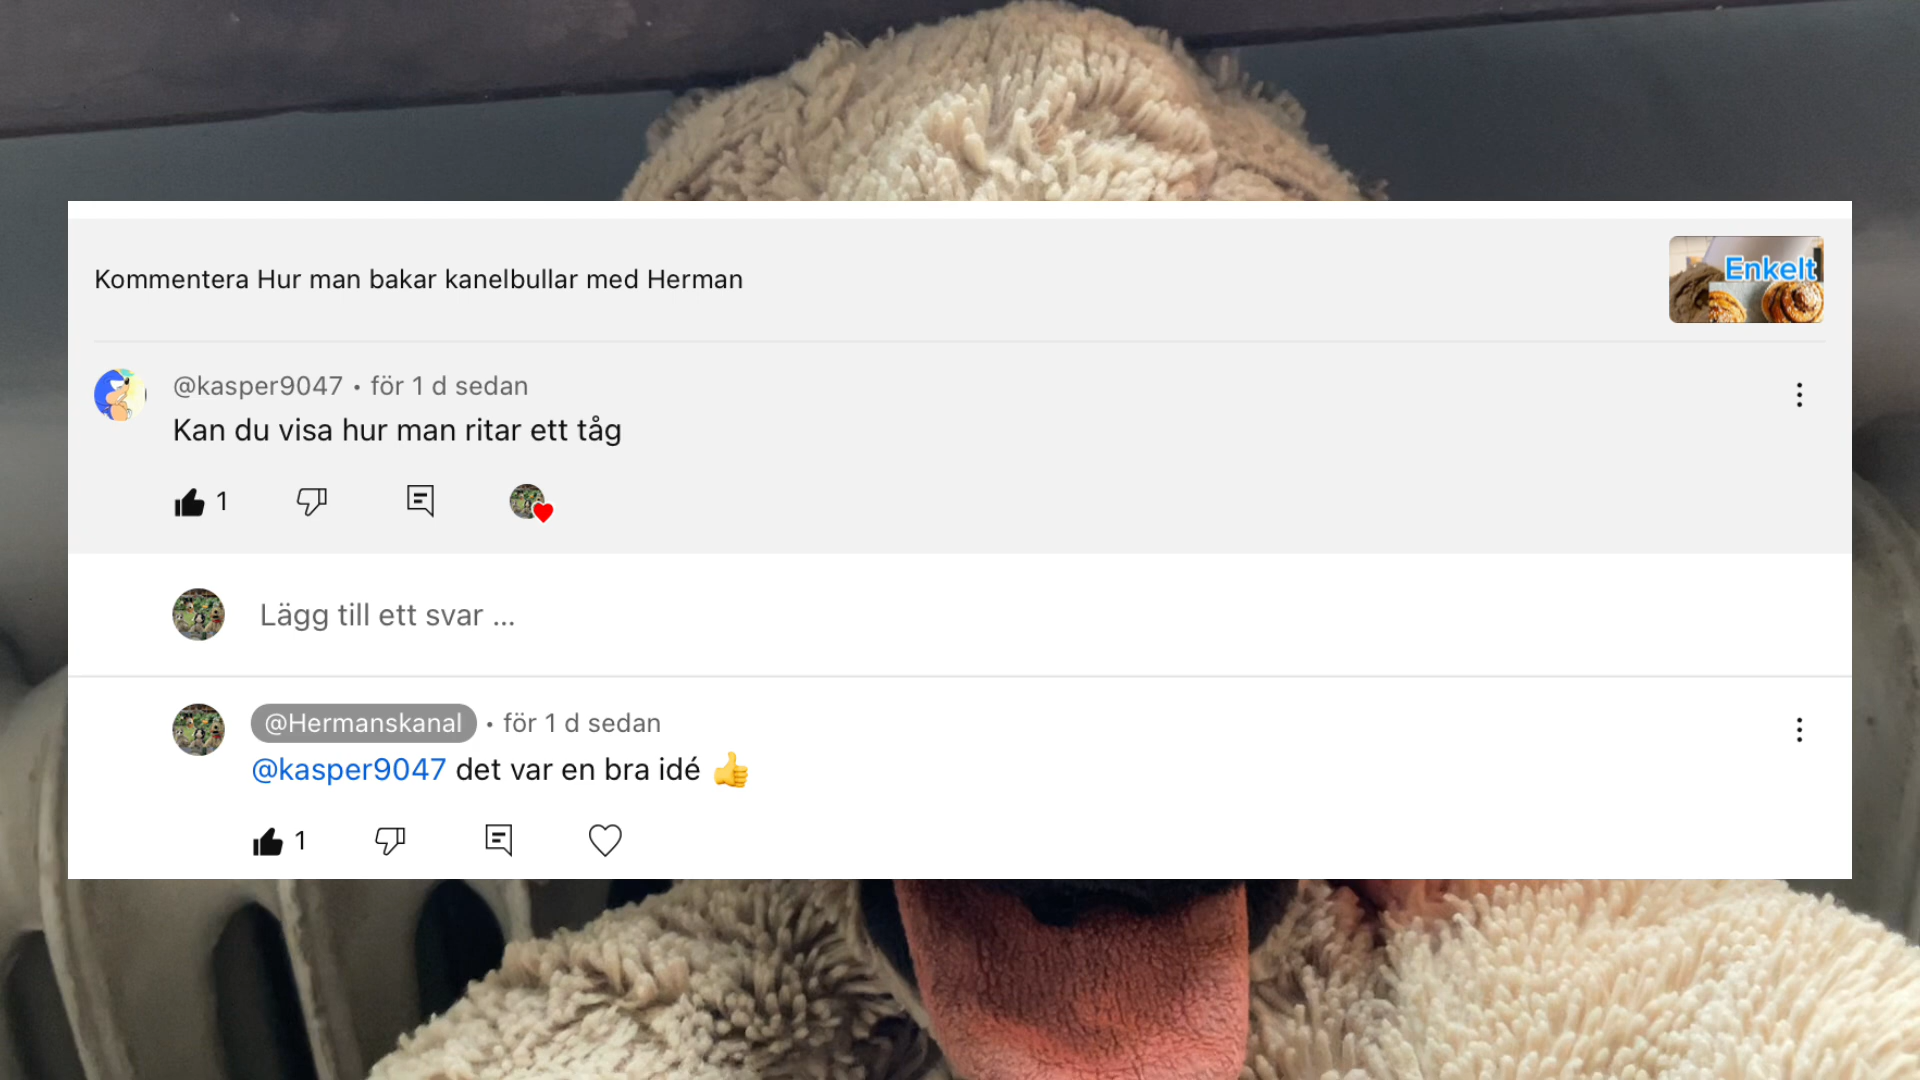 Kommentera Hur man bakar kanelbullar med Herman
Enkelt
@kasper9047 • för 1 d sedan
Kan du visa hur man ritar ett tåg
1
Lägg till ett svar ...
@Hermanskanal • för 1 d sedan
@kasper9047 det var en bra idé 👍
1